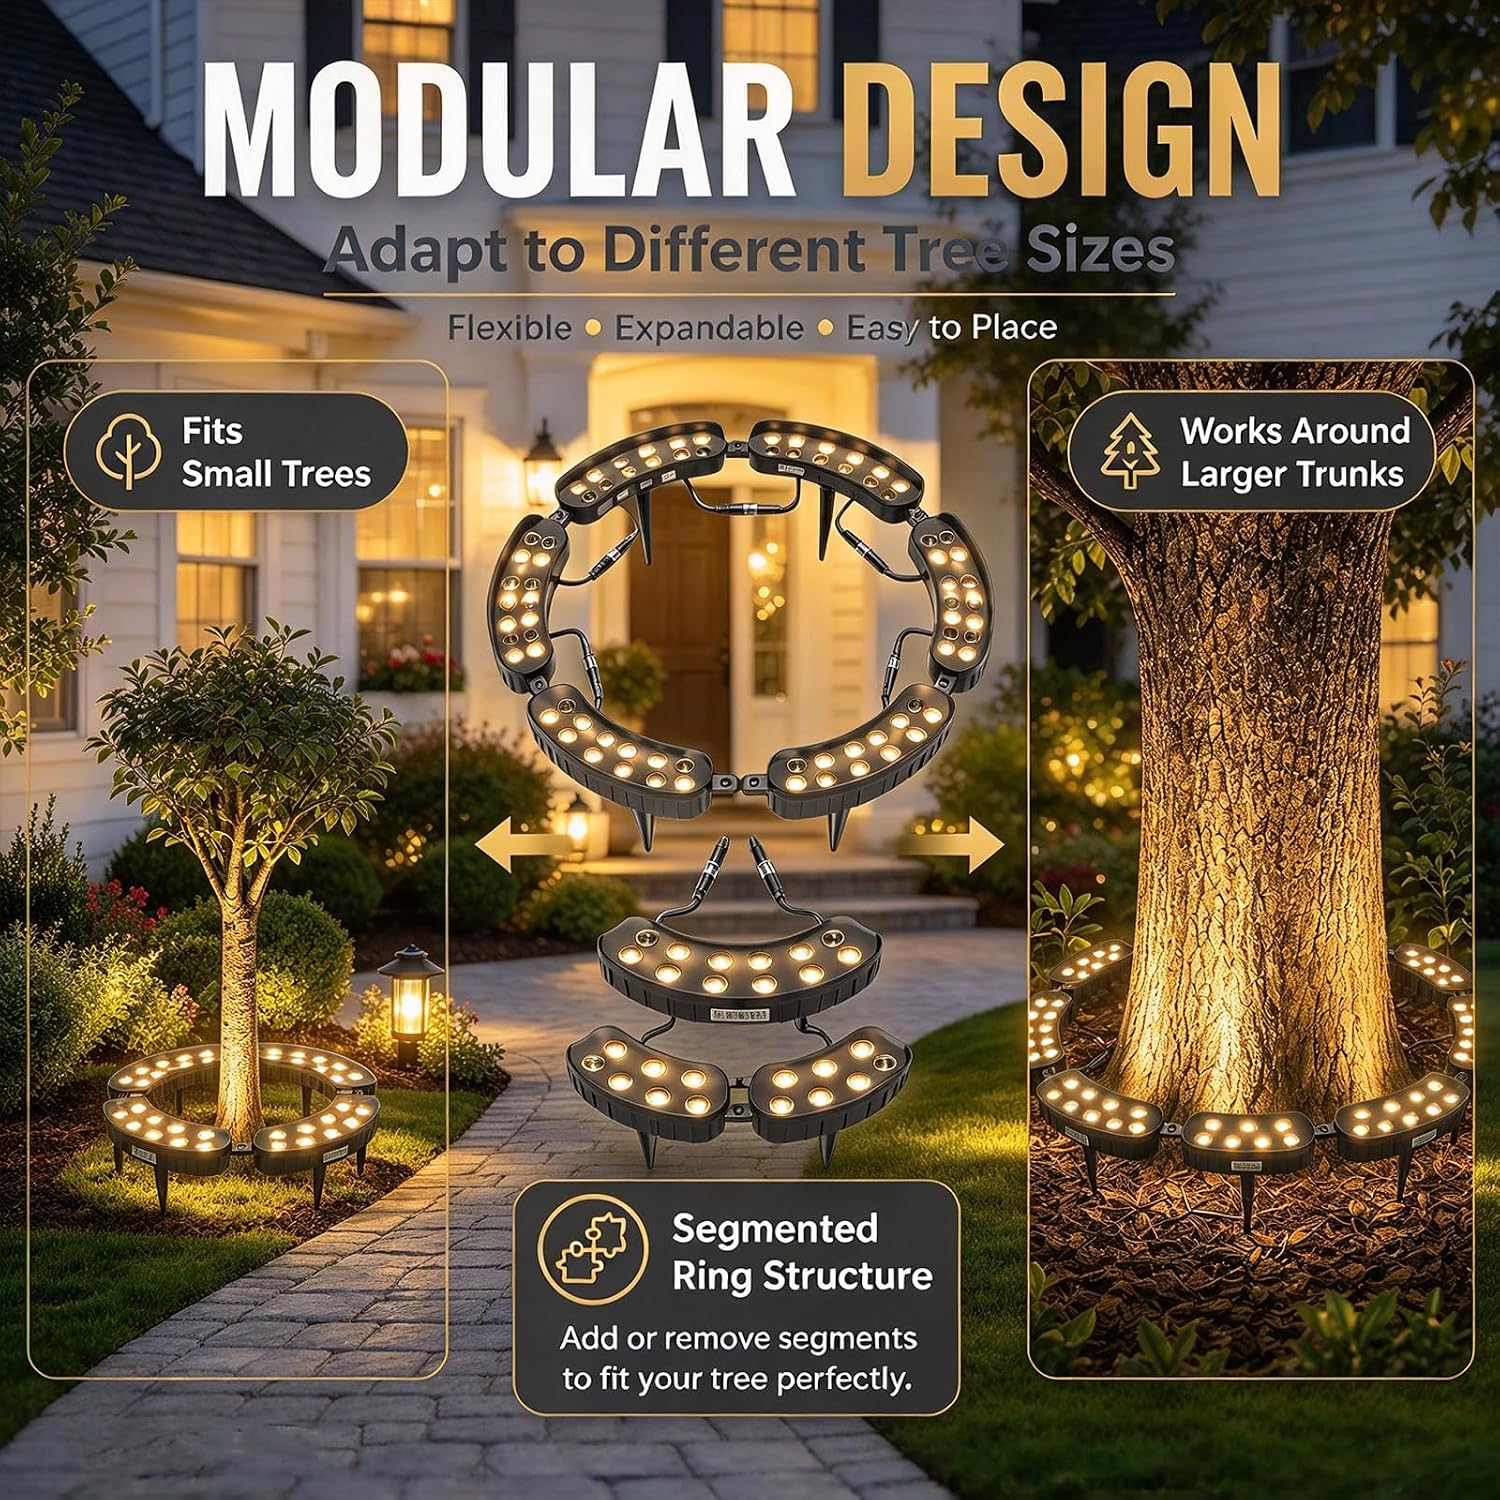 MODULAR DESIGN
Adapt to Different Tree Sizes
Flexible • Expandable • Easy to Place
Fits
Small Trees
Works Around
Larger Trunks
Segmented
Ring Structure
Add or remove segments
to fit your tree perfectly.